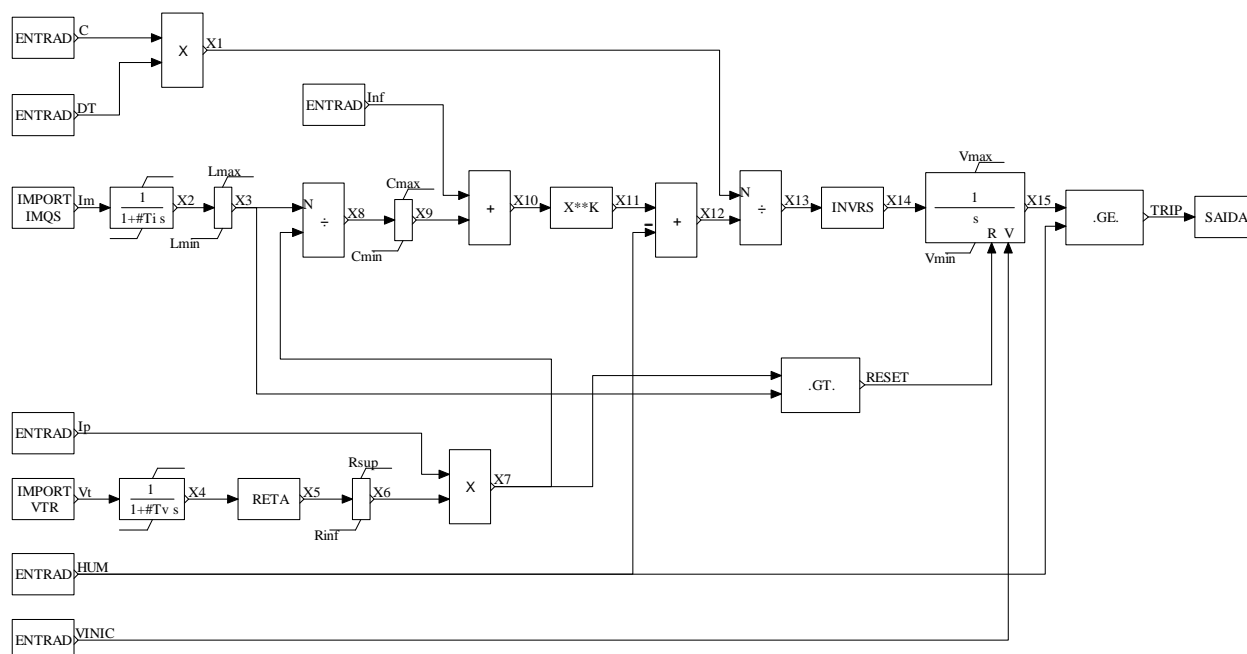 ENTRAD
C
X
X1
ENTRAD
DT
ENTRAD
Inf
IMPORT
IMQS
Im
1
1+#Ti s
X2
Lmax
Lmin
X3
N
÷
X8
Cmax
Cmin
X9
+
X10
X**K
X11
-
+
X12
N
÷
X13
INVRS
X14
Vmax
1
s
R V
Vmin
X15
.GE.
TRIP
SAIDA
.GT.
RESET
ENTRAD
Ip
IMPORT
VTR
Vt
1
1+#Tv s
X4
RETA
X5
Rsup
Rinf
X6
X
X7
ENTRAD
HUM
ENTRAD
VINIC